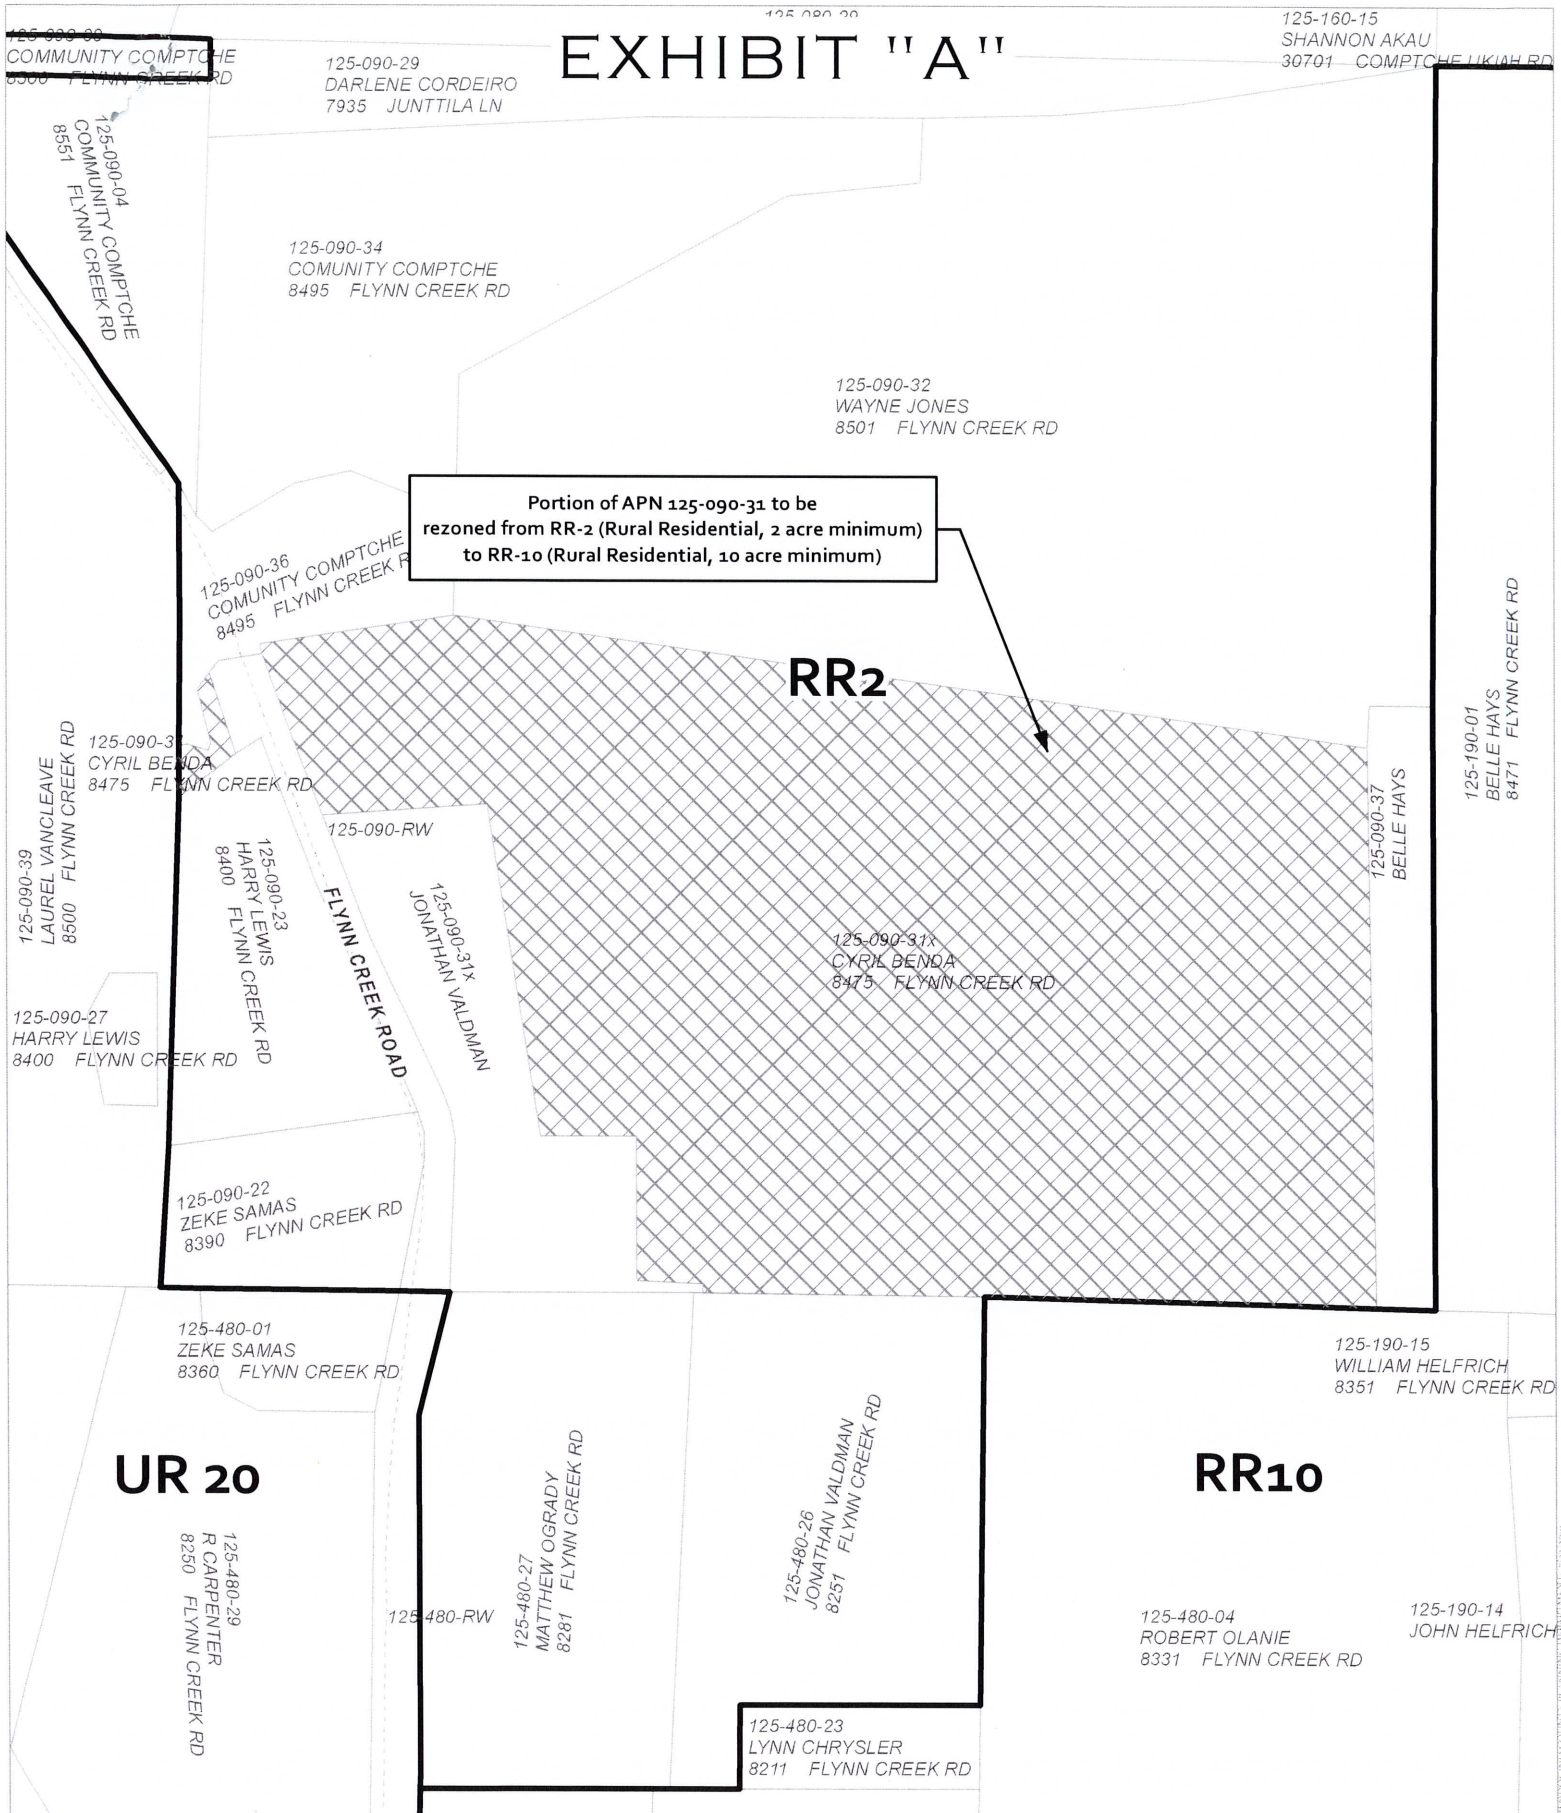 EXHIBIT "A"
COMMUNITY COMPTCHE
8500 FLYNN CREEK RD
125-090-29
DARLENE CORDEIRO
7935 JUNTTILA LN
125-160-15
SHANNON AKAU
30701 COMPTCHE UKIAH RD
125-090-04
COMMUNITY COMPTCHE
8551 FLYNN CREEK RD
125-090-34
COMUNITY COMPTCHE
8495 FLYNN CREEK RD
125-090-32
WAYNE JONES
8501 FLYNN CREEK RD
Portion of APN 125-090-31 to be
rezoned from RR-2 (Rural Residential, 2 acre minimum)
to RR-10 (Rural Residential, 10 acre minimum)
125-090-36
COMUNITY COMPTCHE
8495 FLYNN CREEK R
RR2
125-190-01
BELLE HAYS
8471 FLYNN CREEK RD
125-090-37
BELLE HAYS
125-090-39
LAUREL VANCLEAVE
8500 FLYNN CREEK RD
CYRIL BENDA
8475 FLYNN CREEK RD
125-090-RW
125-090-23
HARRY LEWIS
8400 FLYNN CREEK RD
FLYNN CREEK ROAD
125-090-31x
JONATHAN VALDMAN
125-090-31x
CYRIL BENDA
8475 FLYNN CREEK RD
125-090-27
HARRY LEWIS
8400 FLYNN CREEK RD
125-090-22
ZEKE SAMAS
8390 FLYNN CREEK RD
125-480-01
ZEKE SAMAS
8360 FLYNN CREEK RD
125-190-15
WILLIAM HELFRICH
8351 FLYNN CREEK RD
UR 20
RR10
125-480-29
R CARPENTER
8250 FLYNN CREEK RD
125-480-RW
125-480-27
MATTHEW OGRADY
8281 FLYNN CREEK RD
125-480-26
JONATHAN VALDMAN
8251 FLYNN CREEK RD
125-480-04
ROBERT OLANIE
8331 FLYNN CREEK RD
125-190-14
JOHN HELFRICH
125-480-23
LYNN CHRYSLER
8211 FLYNN CREEK RD